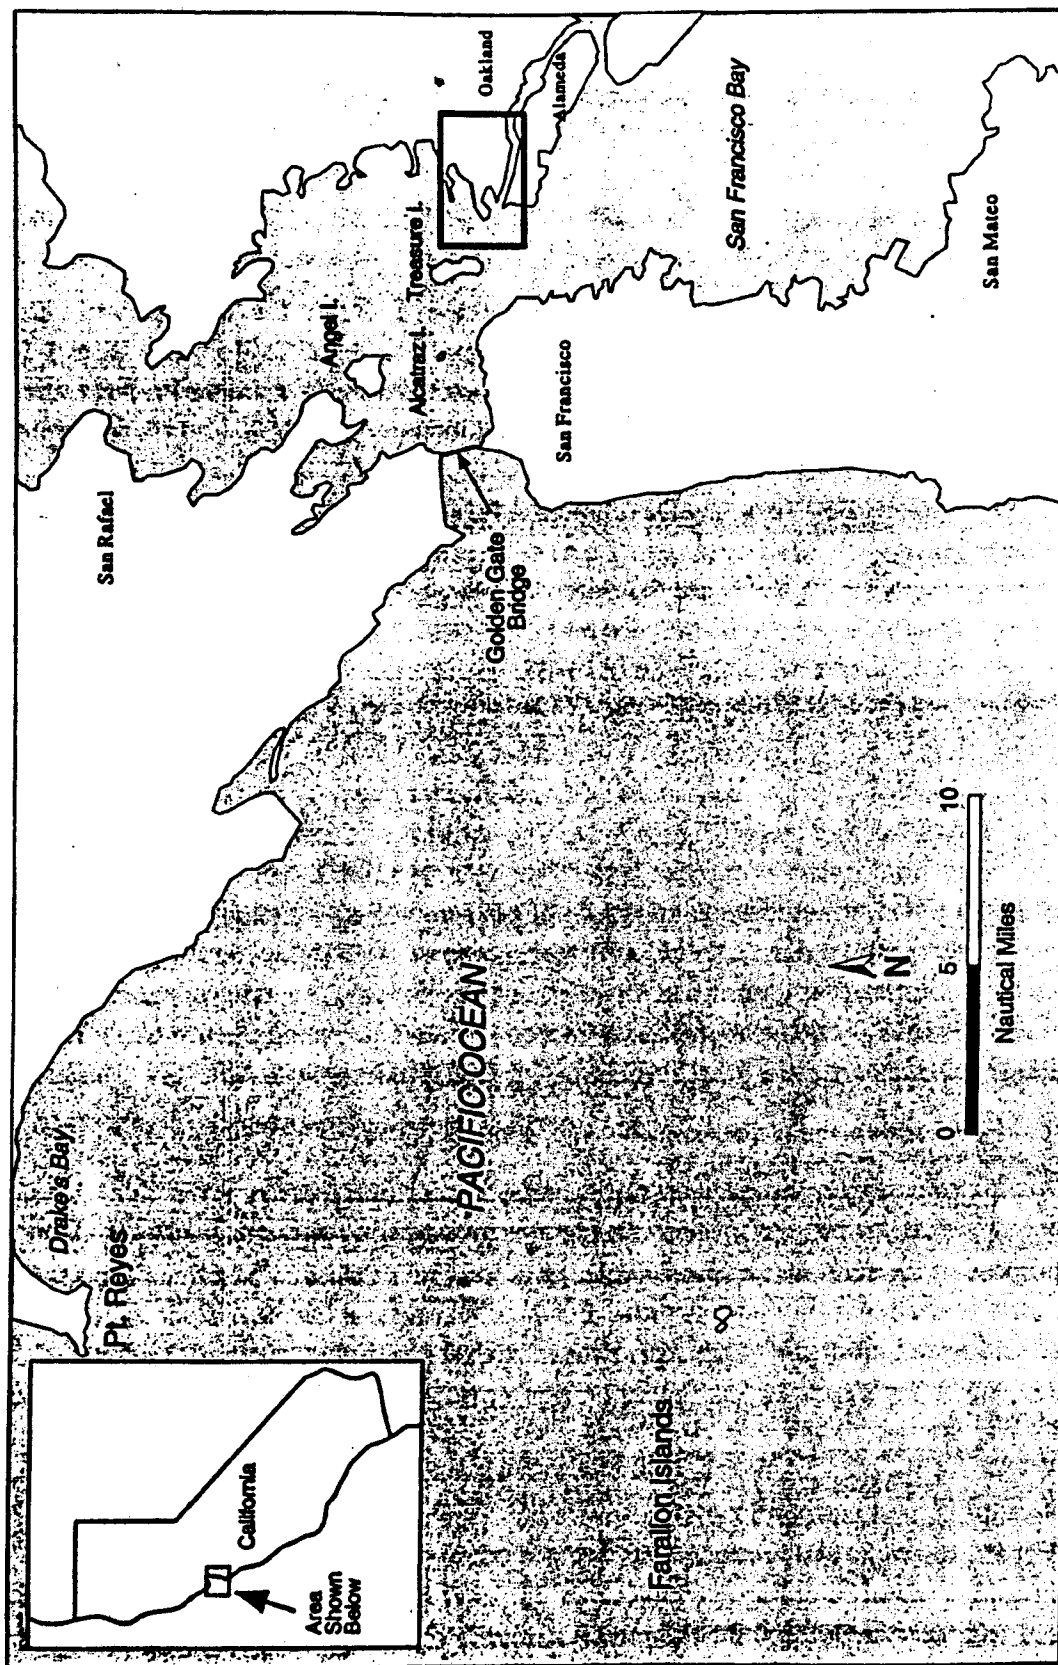 California
Area
Shown
Below
Drake's Bay
Pt. Reyes
San Rafael
Angel I.
Alcatraz I.
Treasure I.
Oakland
Alameda
Golden Gate
Bridge
San Francisco
San Francisco Bay
San Mateo
PACIFIC OCEAN
Farallon Islands
N
0 5 10
Nautical Miles